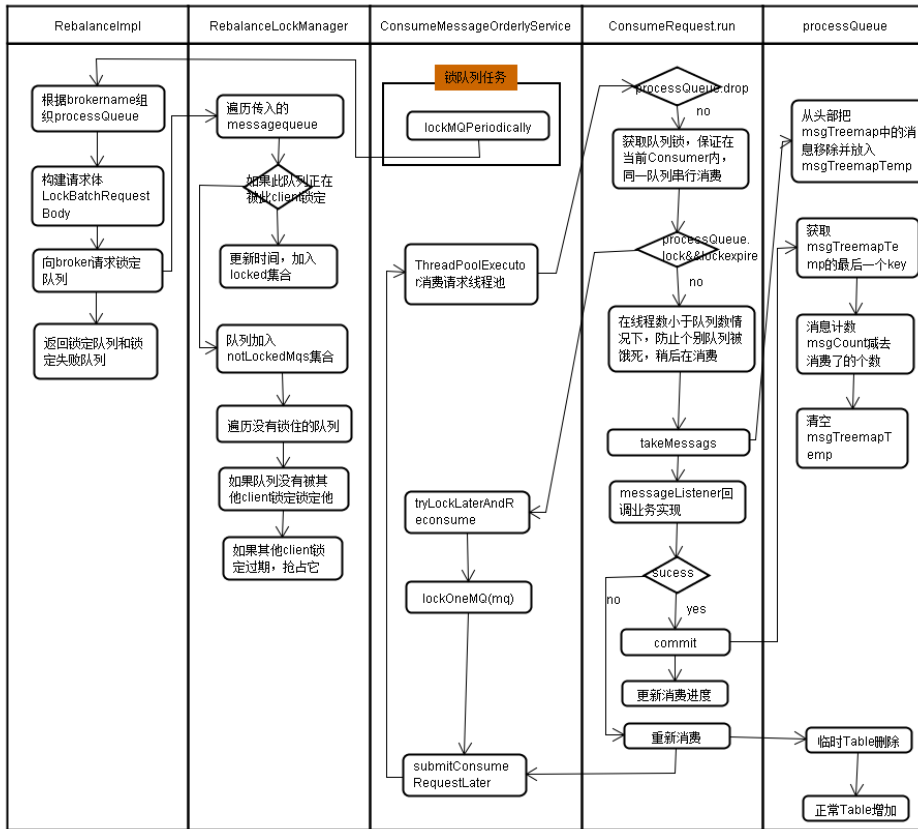 RebalanceImpl
RebalanceLockManager
ConsumeMessageOrderlyService
ConsumeRequest.run
processQueue
根据brokername组
织processQueue
构建请求体
LockBatchRequest
Body
向broker请求锁定
队列
返回锁定队列和锁
定失败队列
遍历传入的
messagequeue
如果此队列正在
被此client锁定
更新时间，加入
locked集合
队列加入
notLockedMqs集合
遍历没有锁住的队列
如果队列没有被其
他client锁定锁定他
如果其他client锁
定过期，抢占它
锁队列任务
lockMQPeriodically
ThreadPoolExecuto
r消费请求线程池
tryLockLaterAndR
econsume
lockOneMQ(mq)
submitConsume
RequestLater
processQueue.drop
no
获取队列锁，保证在
当前Consumer内，
同一队列串行消费
processQueue.
lock&&lockexpire
no
在线程数小于队列数情
况下，防止个别队列被
饿死，稍后在消费
takeMessags
messageListener回
调业务实现
sucess
no
yes
commit
更新消费进度
重新消费
从头部把
msgTreemap中的消
息移除并放入
msgTreemapTemp
获取
msgTreemapTe
mp的最后一个key
消息计数
msgCount减去
消费了的个数
清空
msgTreemapT
emp
临时Table删除
正常Table增加